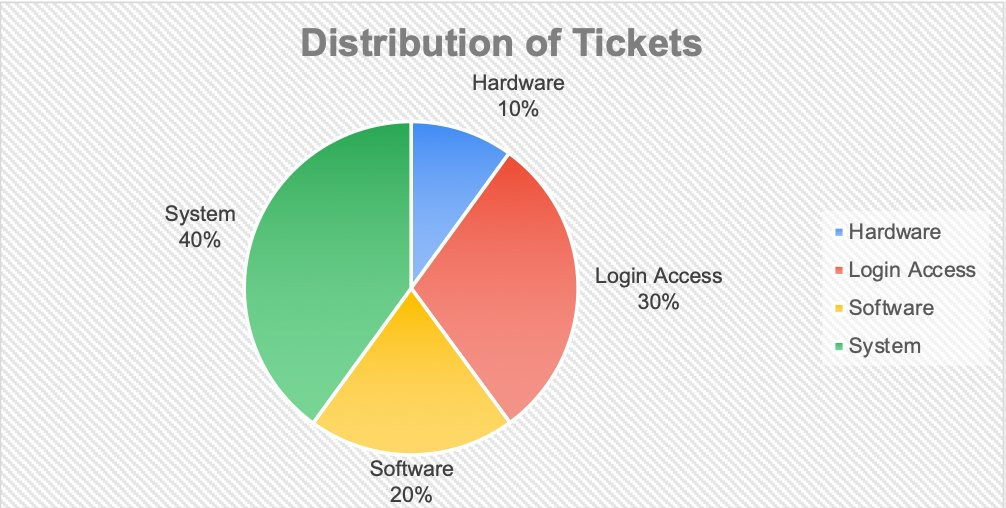 Distribution of Tickets
Hardware
10%
System
40%
Login Access
30%
Software
20%
Hardware
Login Access
Software
System